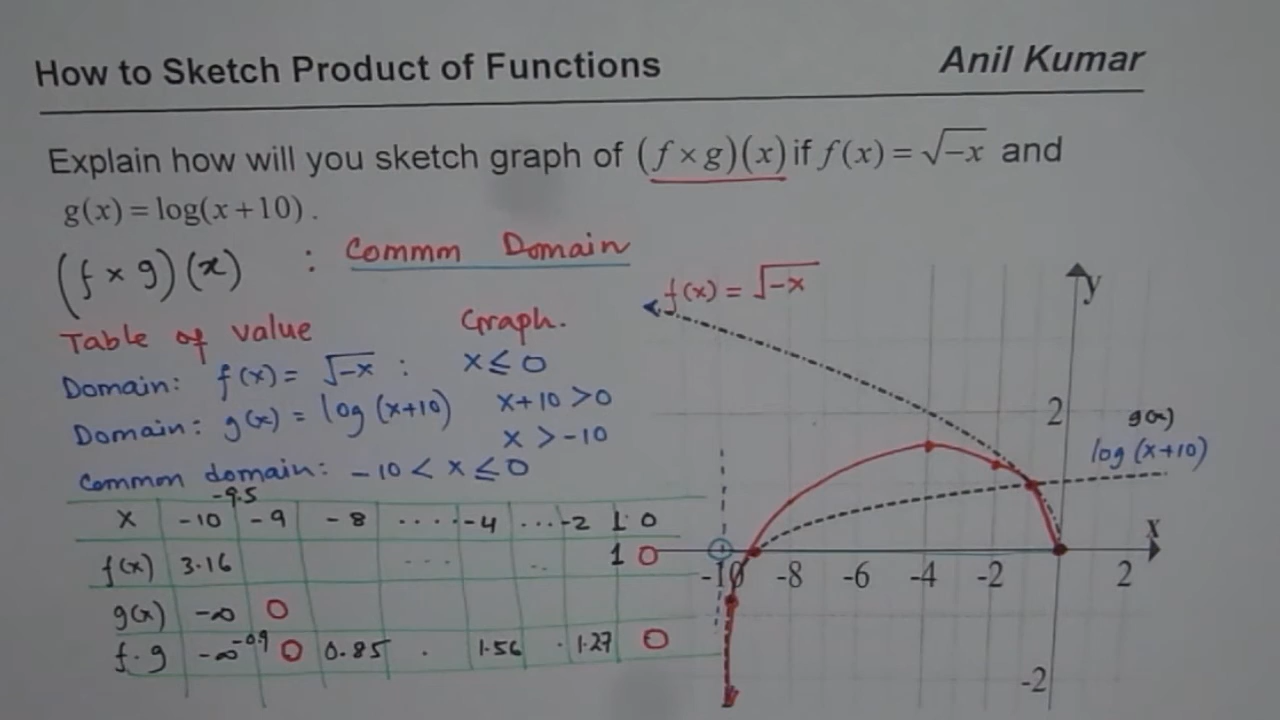 How to Sketch Product of Functions
Anil Kumar
Explain how will you sketch graph of (f × g)(x) if f(x) = √−x and
g(x) = log(x+10).
(f × g)(x) : Commm Domain
Table of value Graph.
Domain: f(x) = √-x : x ≤ 0
Domain: g(x) = log (x+10) x+10 > 0
x > -10
Common domain: -10 < x ≤ 0
-9.5
x -10 -9 -8 .... -4 ... -2 1 0
f(x) 3.16 ... .. 1 0
g(x) -∞ 0
f.g -∞ -0.9 0 0.85 . 1.56 . 1.27 0
f(x) = √-x
y
2
g(x)
log (x+10)
x
-10 -8 -6 -4 -2 2
-2